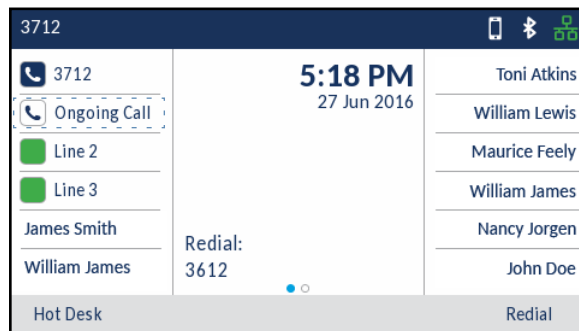 3712
3712
Ongoing Call
Line 2
Line 3
James Smith
William James
5:18 PM
27 Jun 2016
Redial:
3612
Toni Atkins
William Lewis
Maurice Feely
William James
Nancy Jorgen
John Doe
Hot Desk
Redial